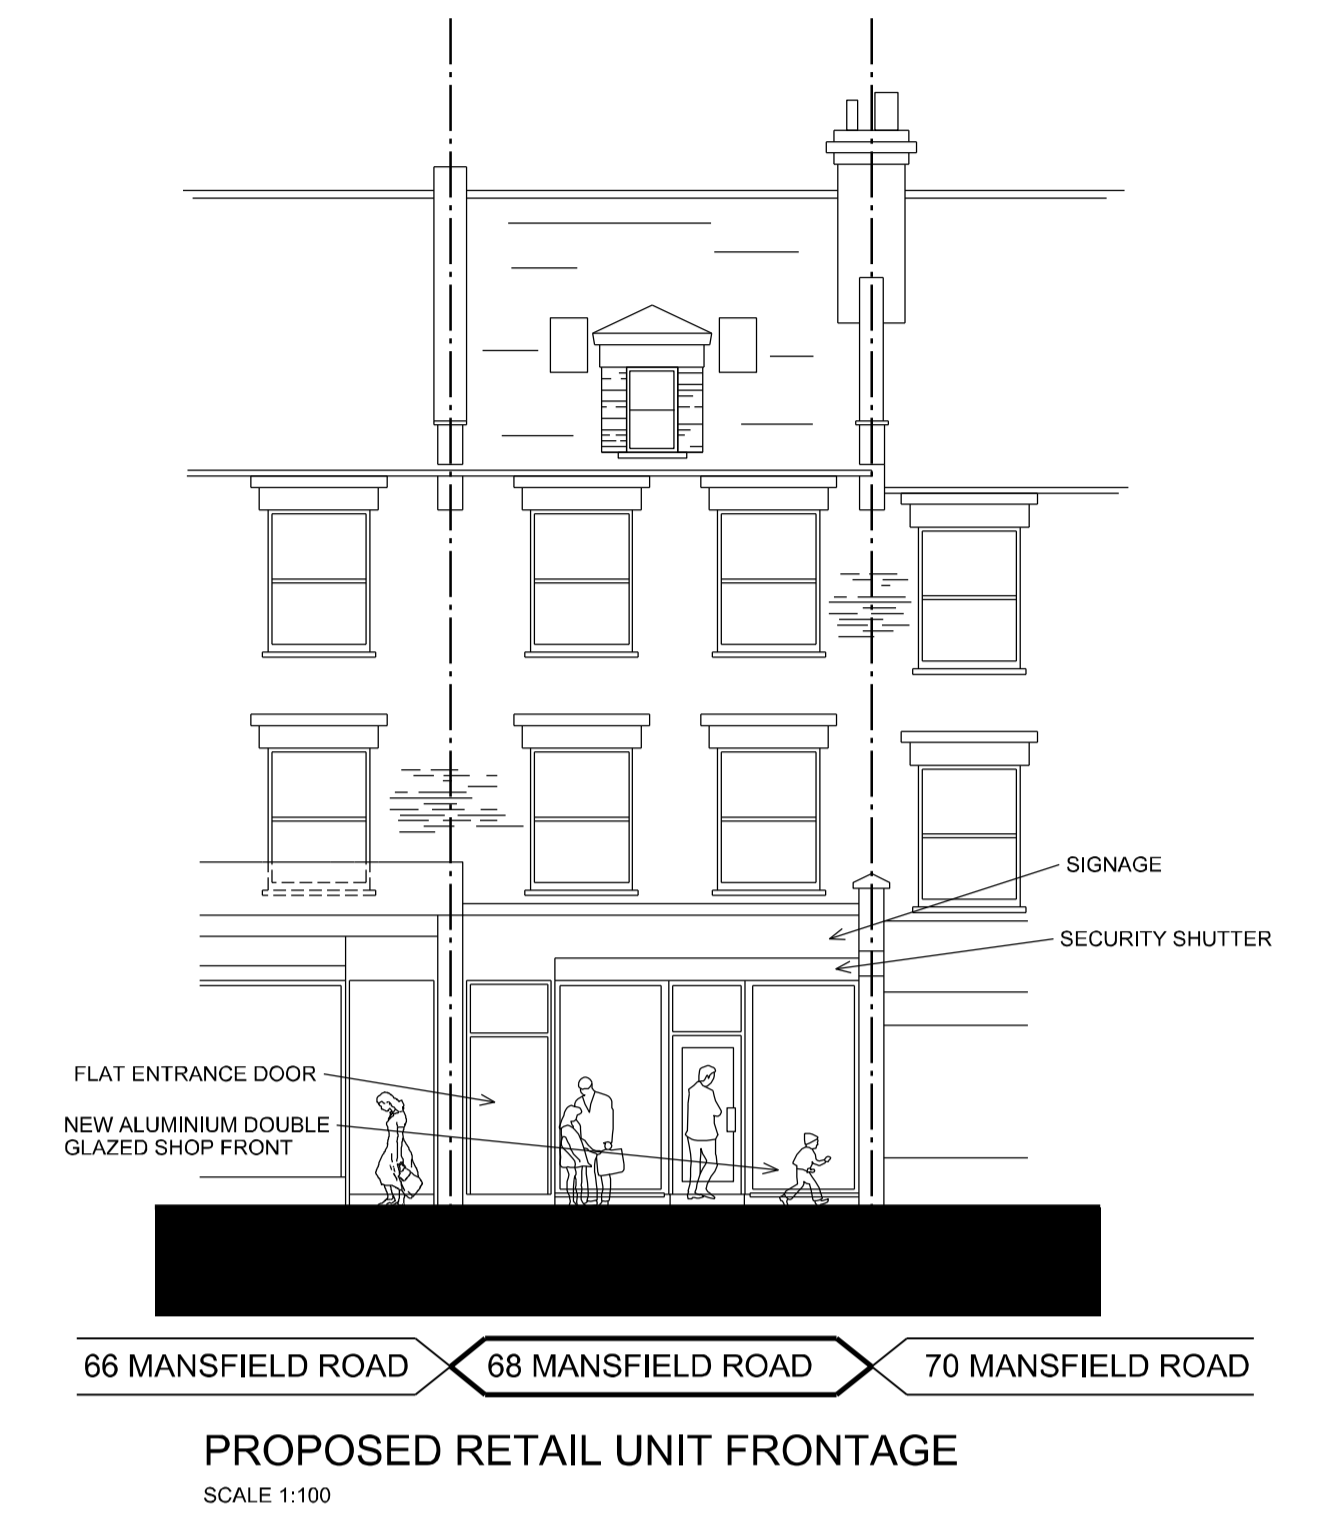 SIGNAGE
SECURITY SHUTTER
FLAT ENTRANCE DOOR
NEW ALUMINIUM DOUBLE
GLAZED SHOP FRONT
66 MANSFIELD ROAD
68 MANSFIELD ROAD
70 MANSFIELD ROAD
PROPOSED RETAIL UNIT FRONTAGE
SCALE 1:100